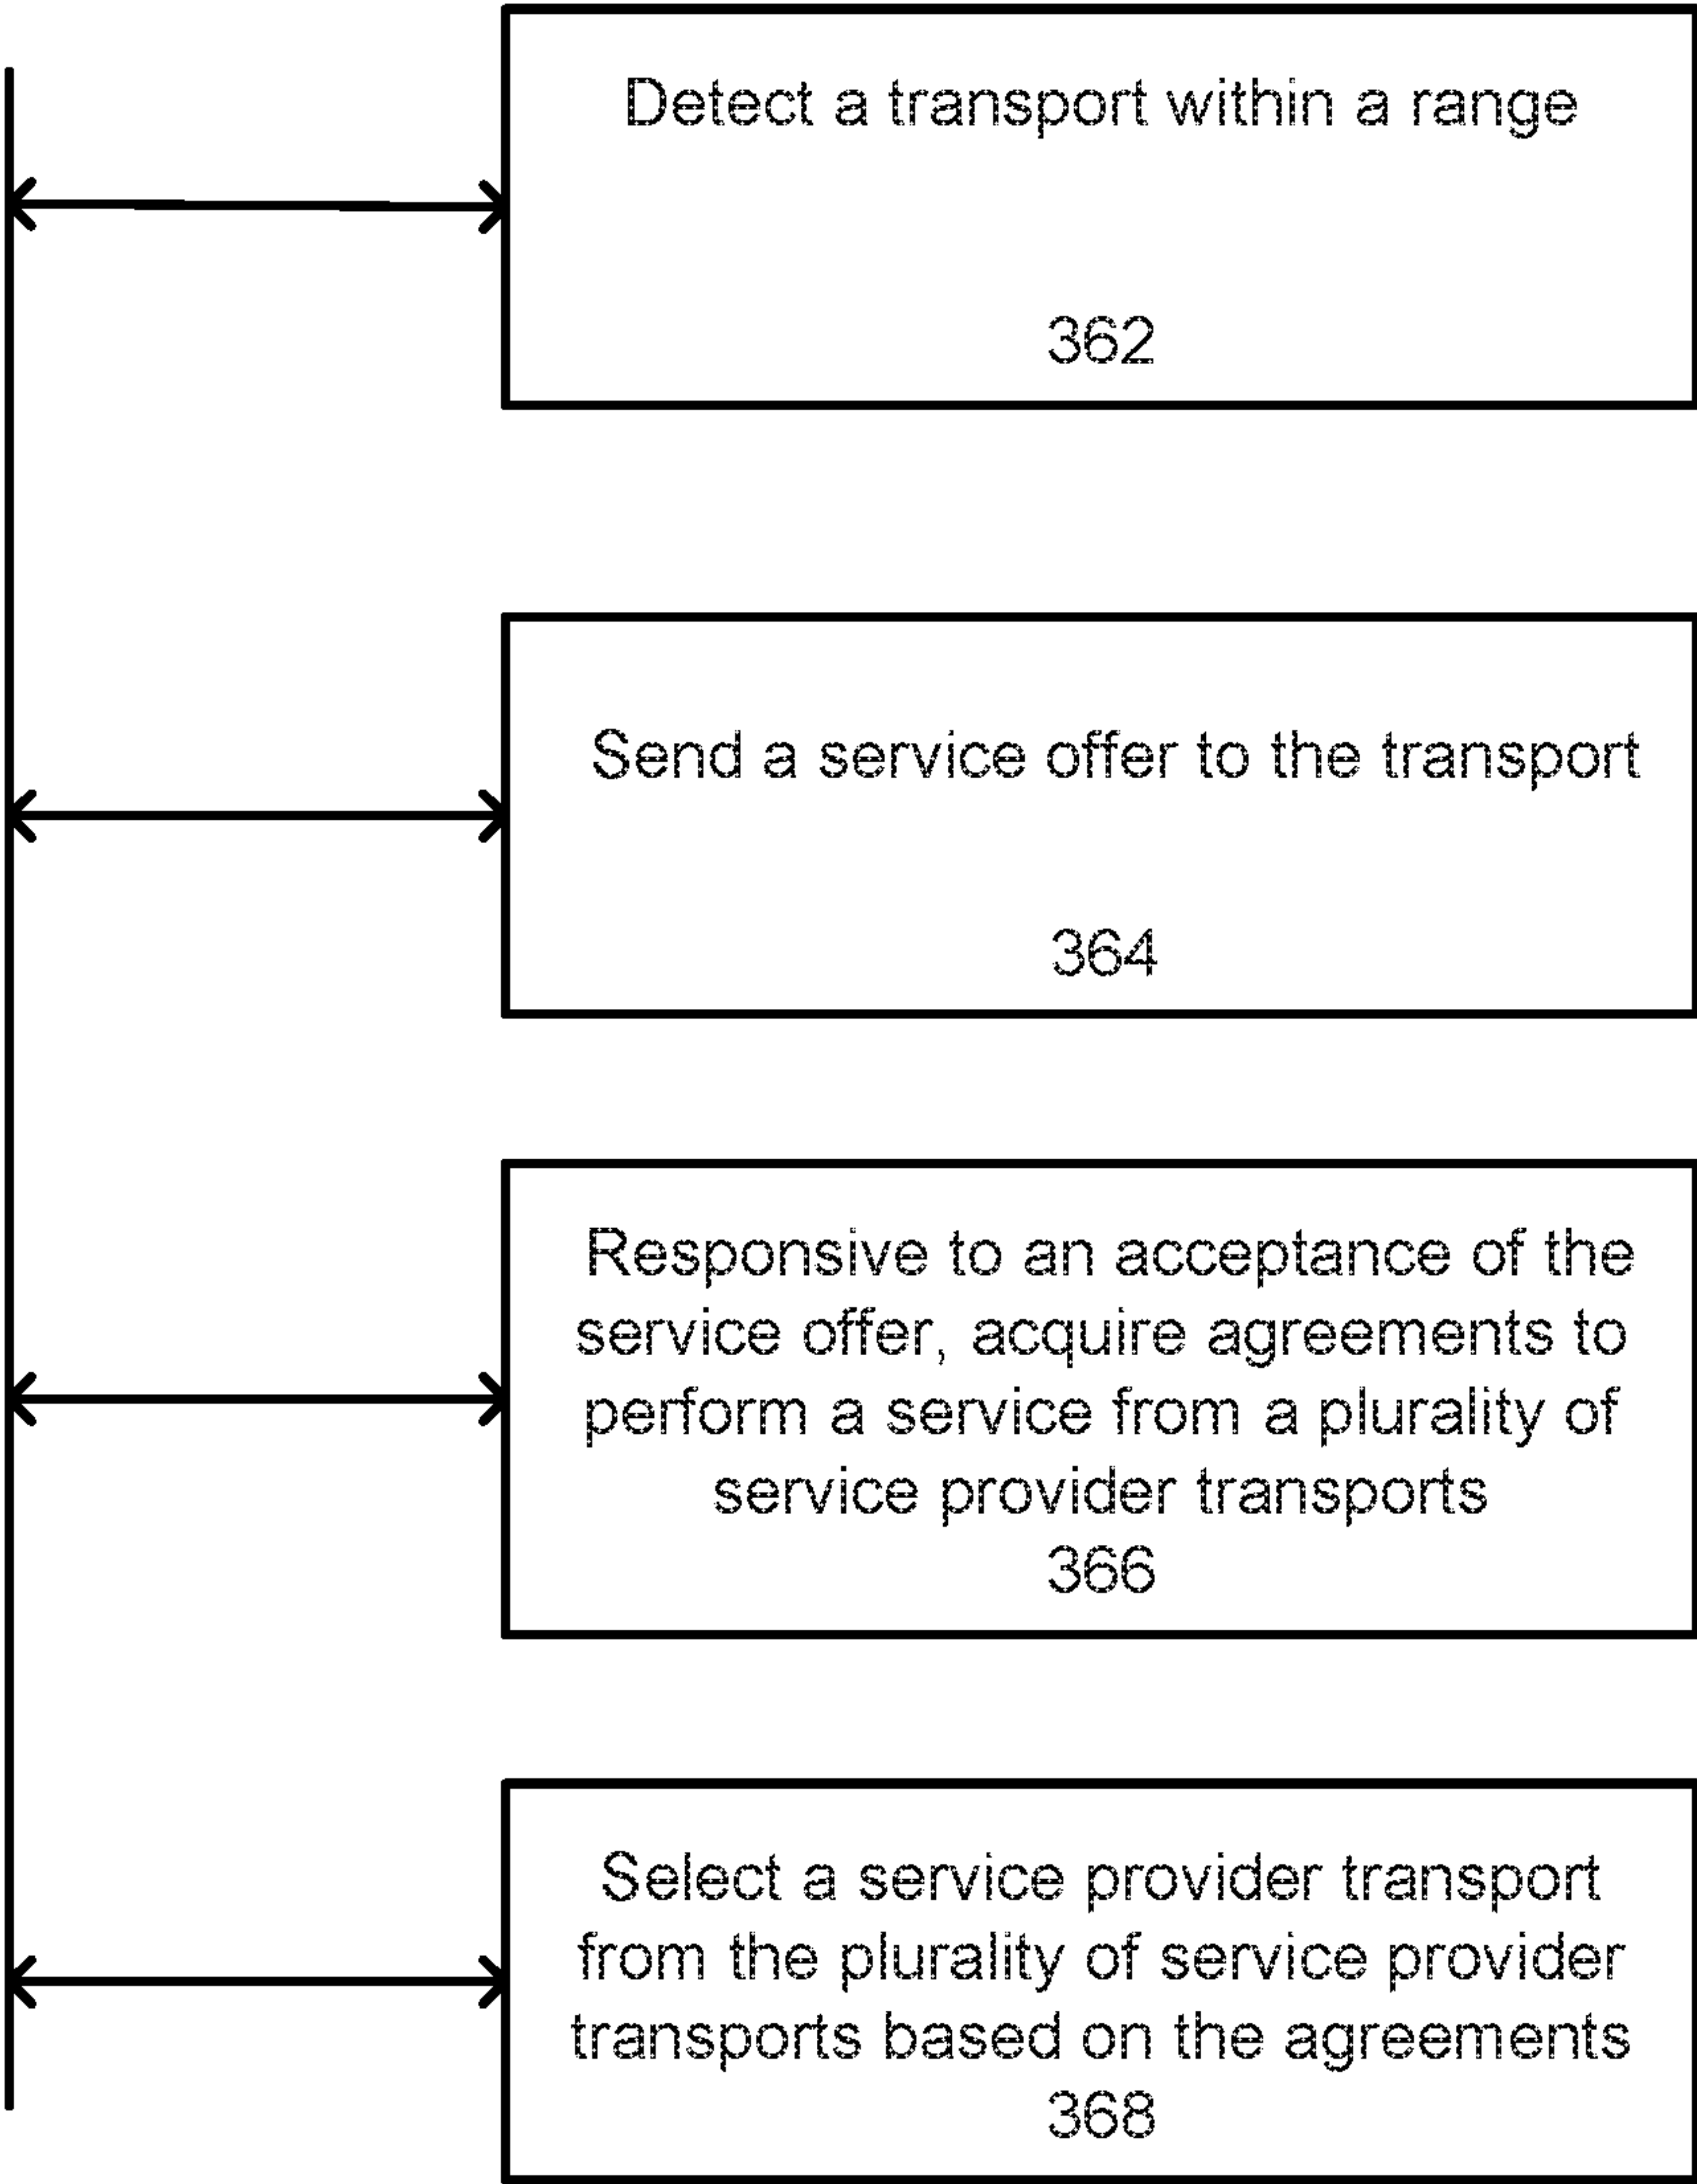 Detect a transport within a range
362
Send a service offer to the transport
364
Responsive to an acceptance of the
service offer, acquire agreements to
perform a service from a plurality of
service provider transports
366
Select a service provider transport
from the plurality of service provider
transports based on the agreements
368